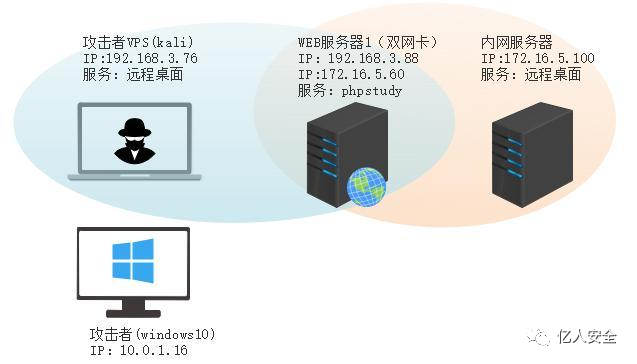 攻击者VPS(kali)
IP:192.168.3.76
服务：远程桌面
WEB服务器1（双网卡）
IP：192.168.3.88
IP:172.16.5.60
服务：phpstudy
内网服务器
IP:172.16.5.100
服务：远程桌面
攻击者(windows10)
IP：10.0.1.16
亿人安全